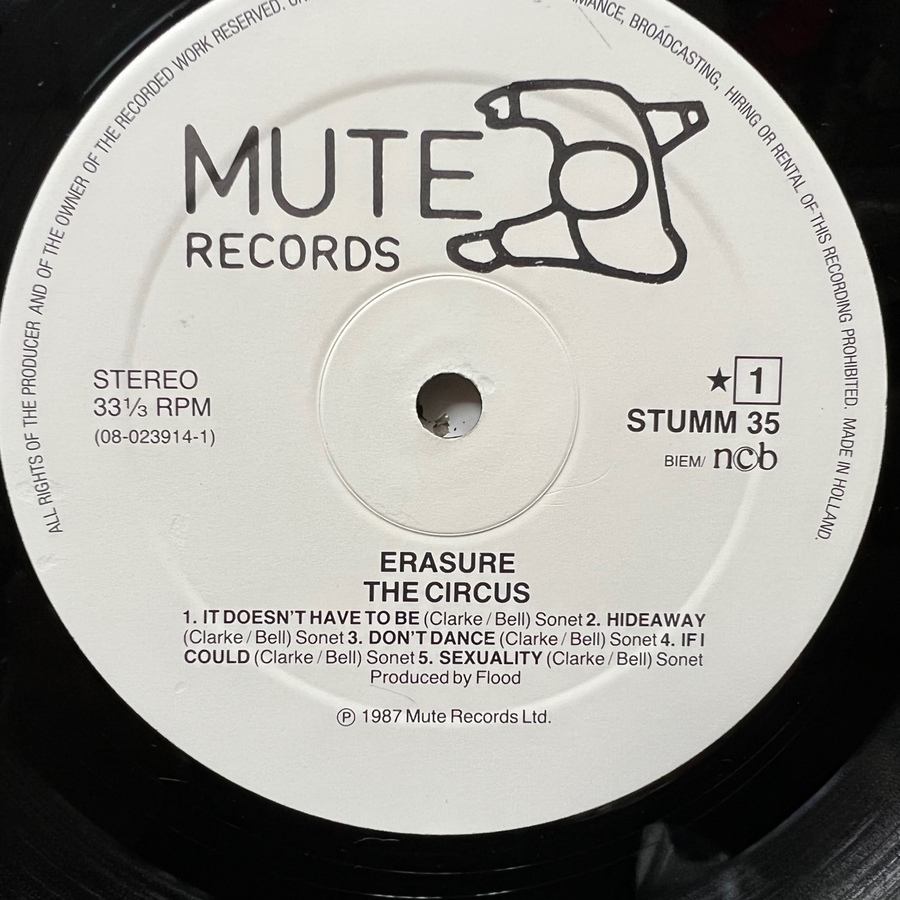 ALL RIGHTS OF THE PRODUCER AND OF THE OWNER OF THE RECORDED WORK RESERVED.
BROADCASTING, HIRING OR RENTAL OF THIS RECORDING PROHIBITED. MADE IN HOLLAND.
MUTE
RECORDS
STEREO
33⅓ RPM
(08-023914-1)
★ 1
STUMM 35
BIEM/ ncb
ERASURE
THE CIRCUS
1. IT DOESN'T HAVE TO BE (Clarke / Bell) Sonet 2. HIDEAWAY
(Clarke / Bell) Sonet 3. DON'T DANCE (Clarke / Bell) Sonet 4. IF I
COULD (Clarke / Bell) Sonet 5. SEXUALITY (Clarke / Bell) Sonet
Produced by Flood
℗ 1987 Mute Records Ltd.